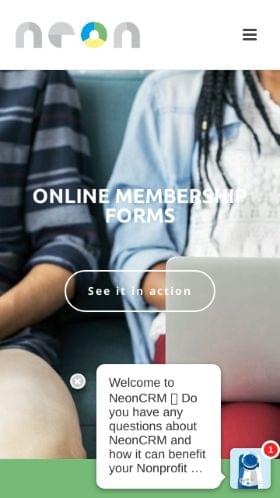 neon
ONLINE MEMBERSHIP
FORMS
See it in action
Welcome to
NeonCRM ▯ Do
you have any
questions about
NeonCRM and
how it can benefit
your Nonprofit ...
1